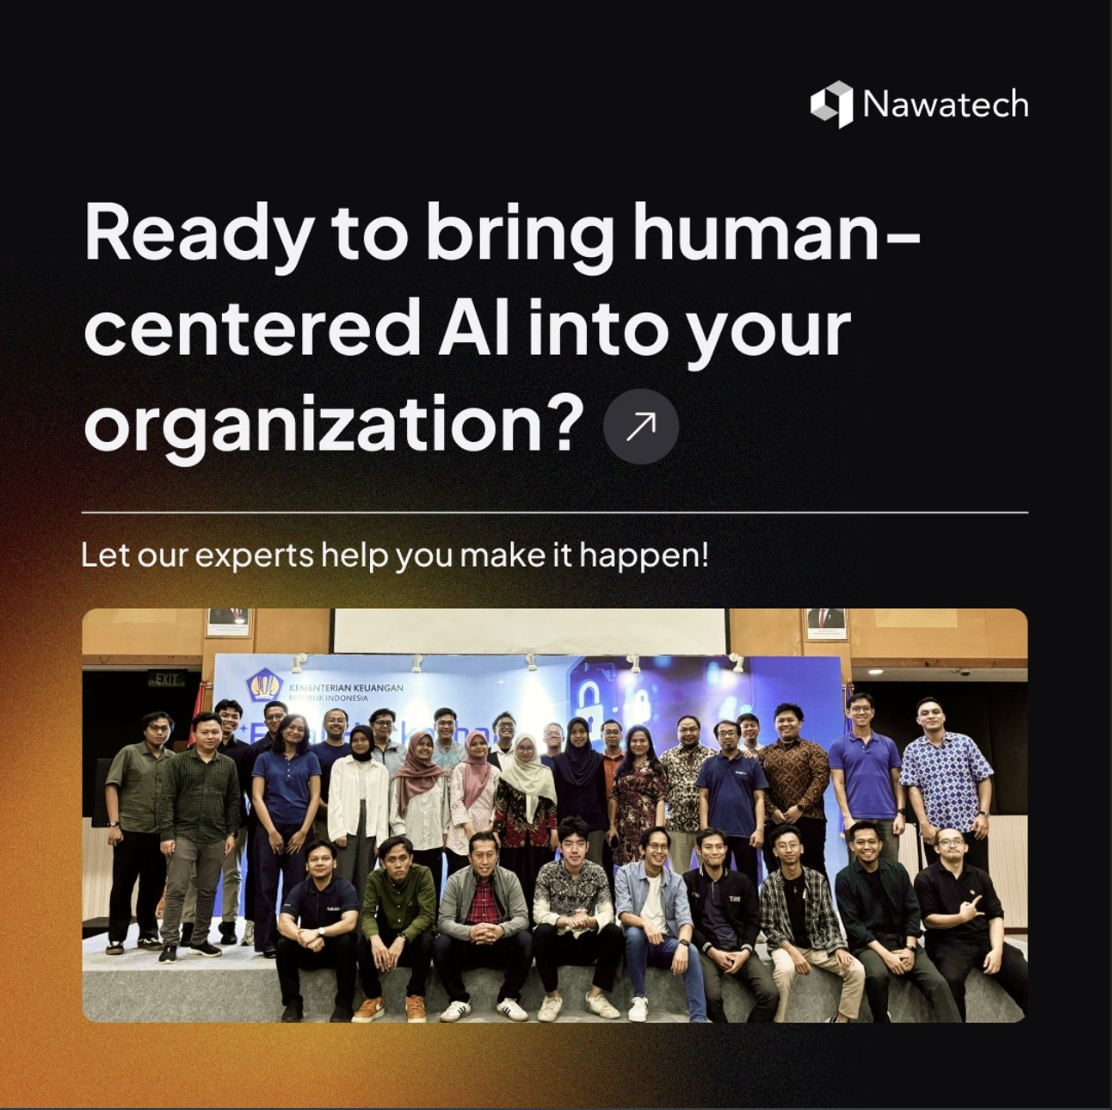 Nawatech
Ready to bring human-
centered AI into your
organization?
Let our experts help you make it happen!
EXIT
KEMENTERIAN KEUANGAN
REPUBLIK INDONESIA